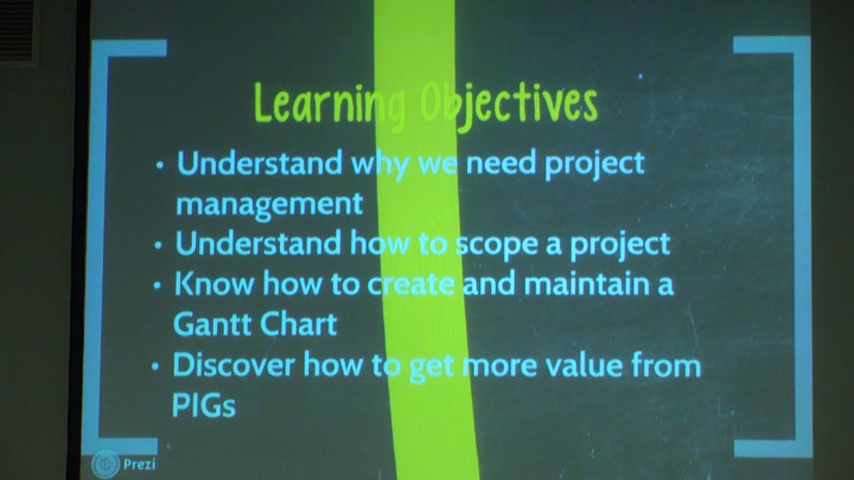 Learning Objectives
• Understand why we need project
management
• Understand how to scope a project
• Know how to create and maintain a
Gantt Chart
• Discover how to get more value from
PIGs
Prezi